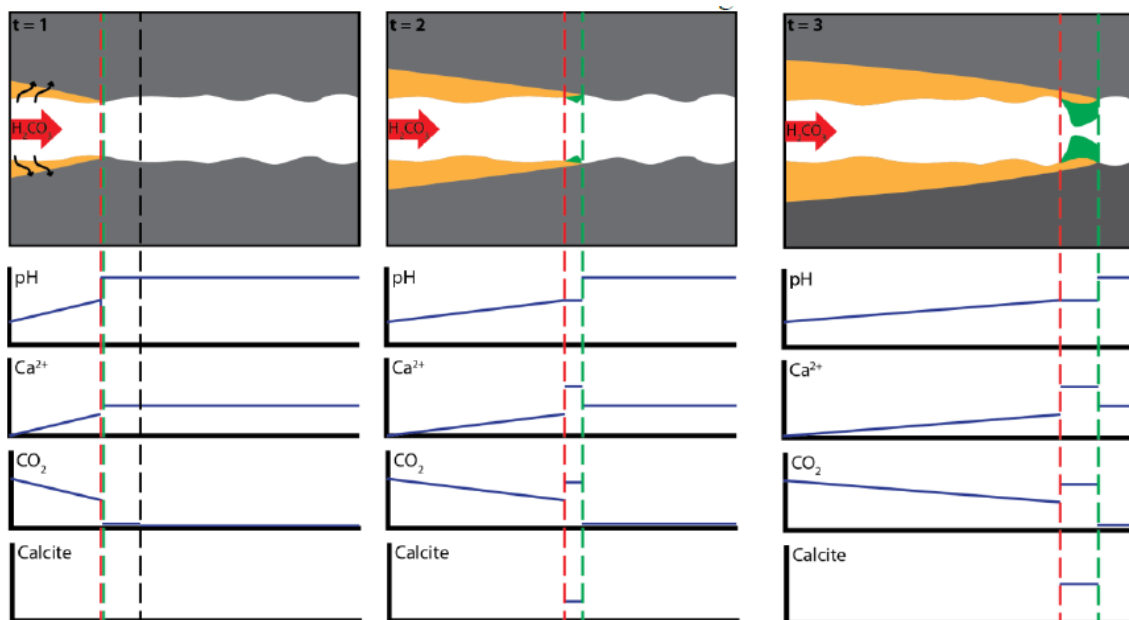 t = 1
H₂CO₃
pH
Ca²⁺
CO₂
Calcite
t = 2
H₂CO₃
pH
Ca²⁺
CO₂
Calcite
t = 3
H₂CO₃
pH
Ca²⁺
CO₂
Calcite